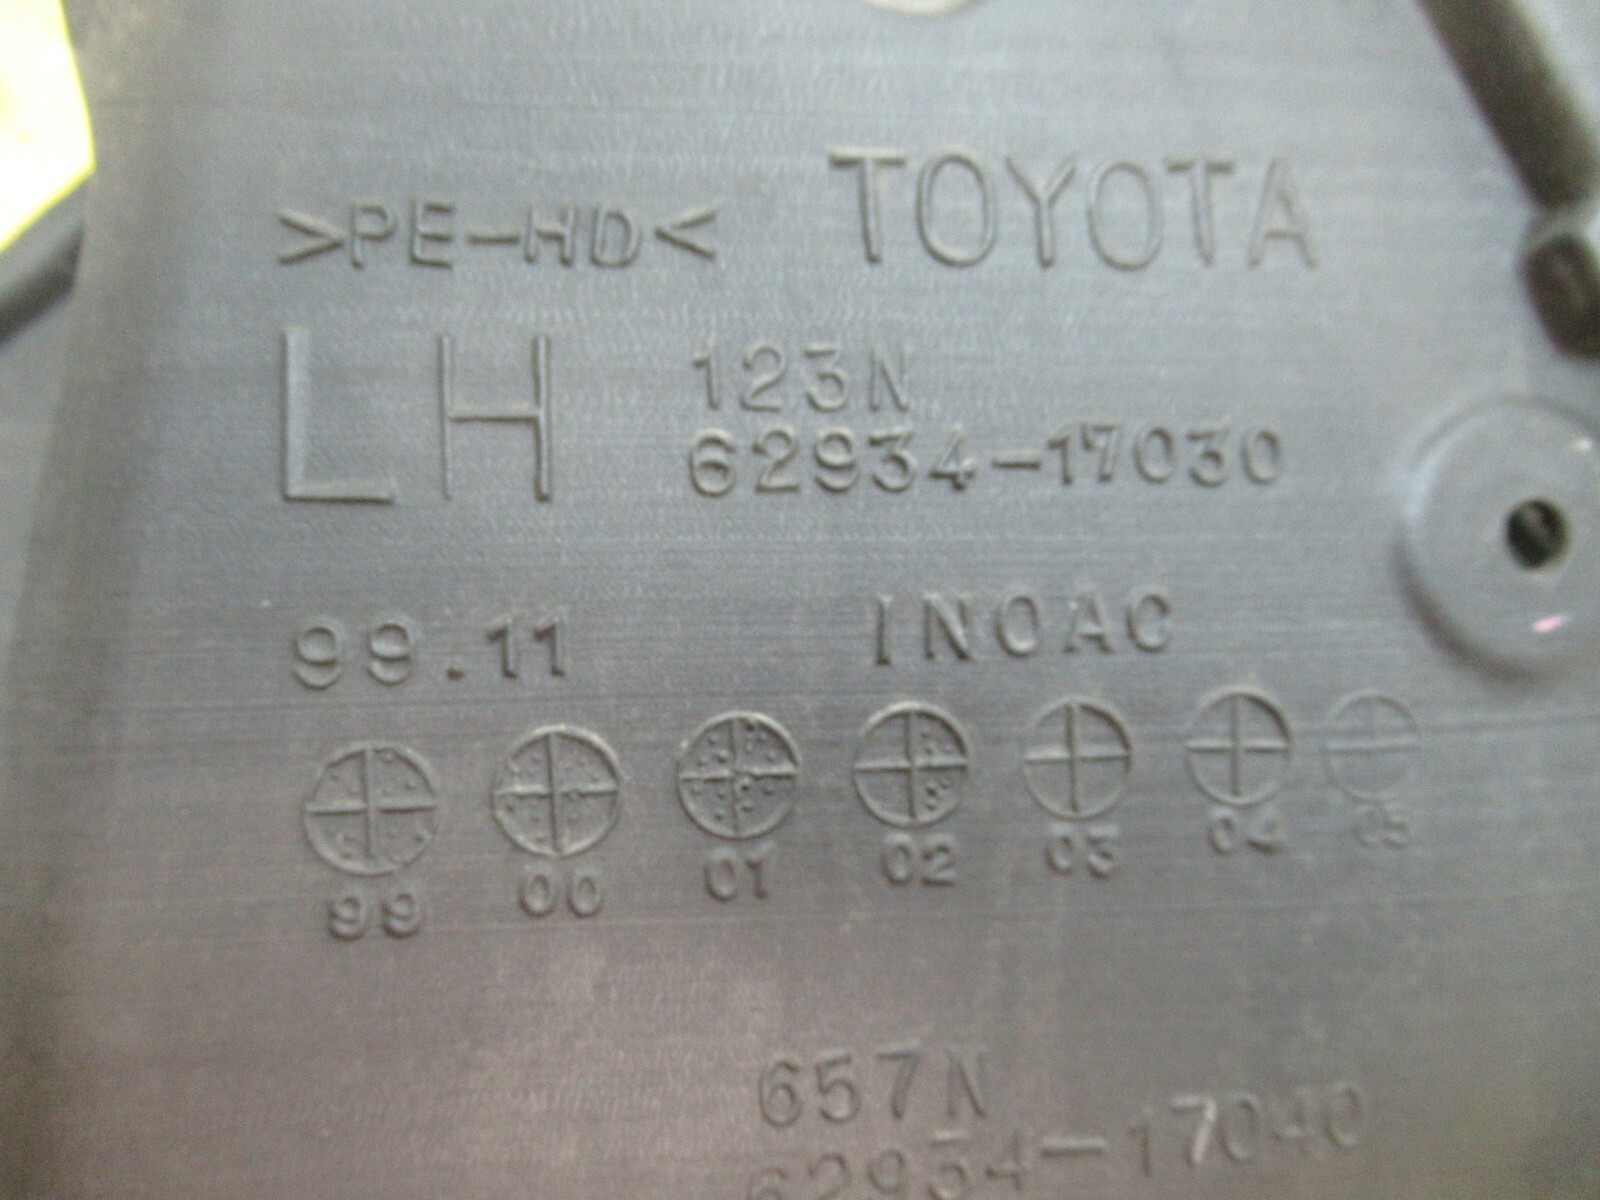 >PE-HD< TOYOTA
LH 123N
62934-17030
99.11 INOAC
99 00 01 02 03 04 05
657N
62934-17040